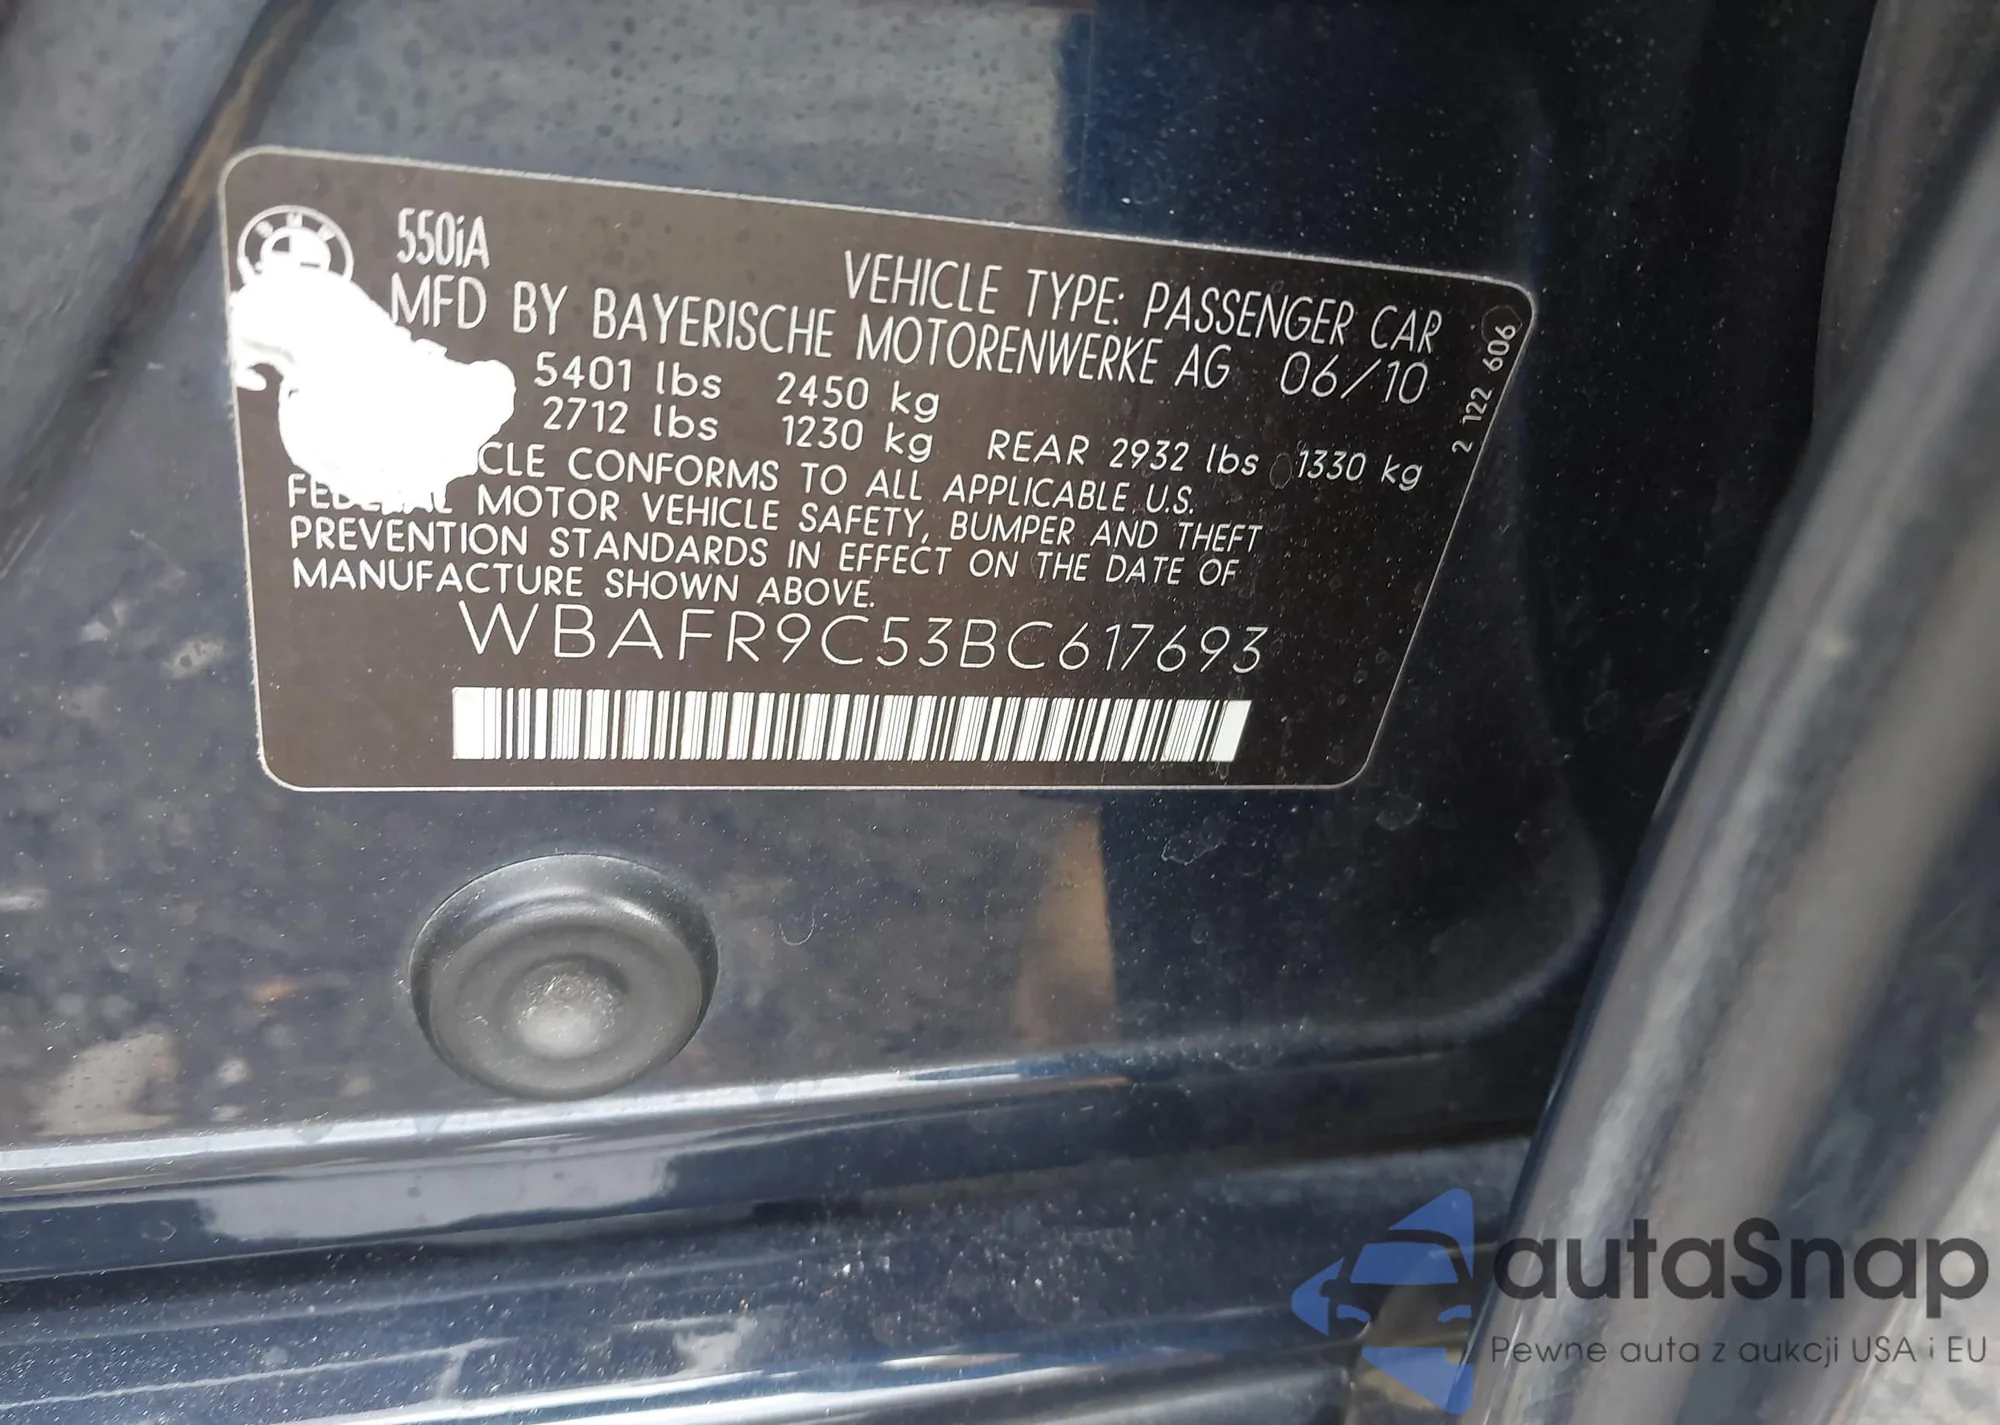 BMW
550iA
VEHICLE TYPE: PASSENGER CAR
MFD BY BAYERISCHE MOTORENWERKE AG 06/10
5401 lbs 2450 kg
2712 lbs 1230 kg REAR 2932 lbs 1330 kg
CLE CONFORMS TO ALL APPLICABLE U.S.
FEDERAL MOTOR VEHICLE SAFETY, BUMPER AND THEFT
PREVENTION STANDARDS IN EFFECT ON THE DATE OF
MANUFACTURE SHOWN ABOVE.
WBAFR9C53BC617693
2 122 606
autaSnap
Pewne auta z aukcji USA i EU